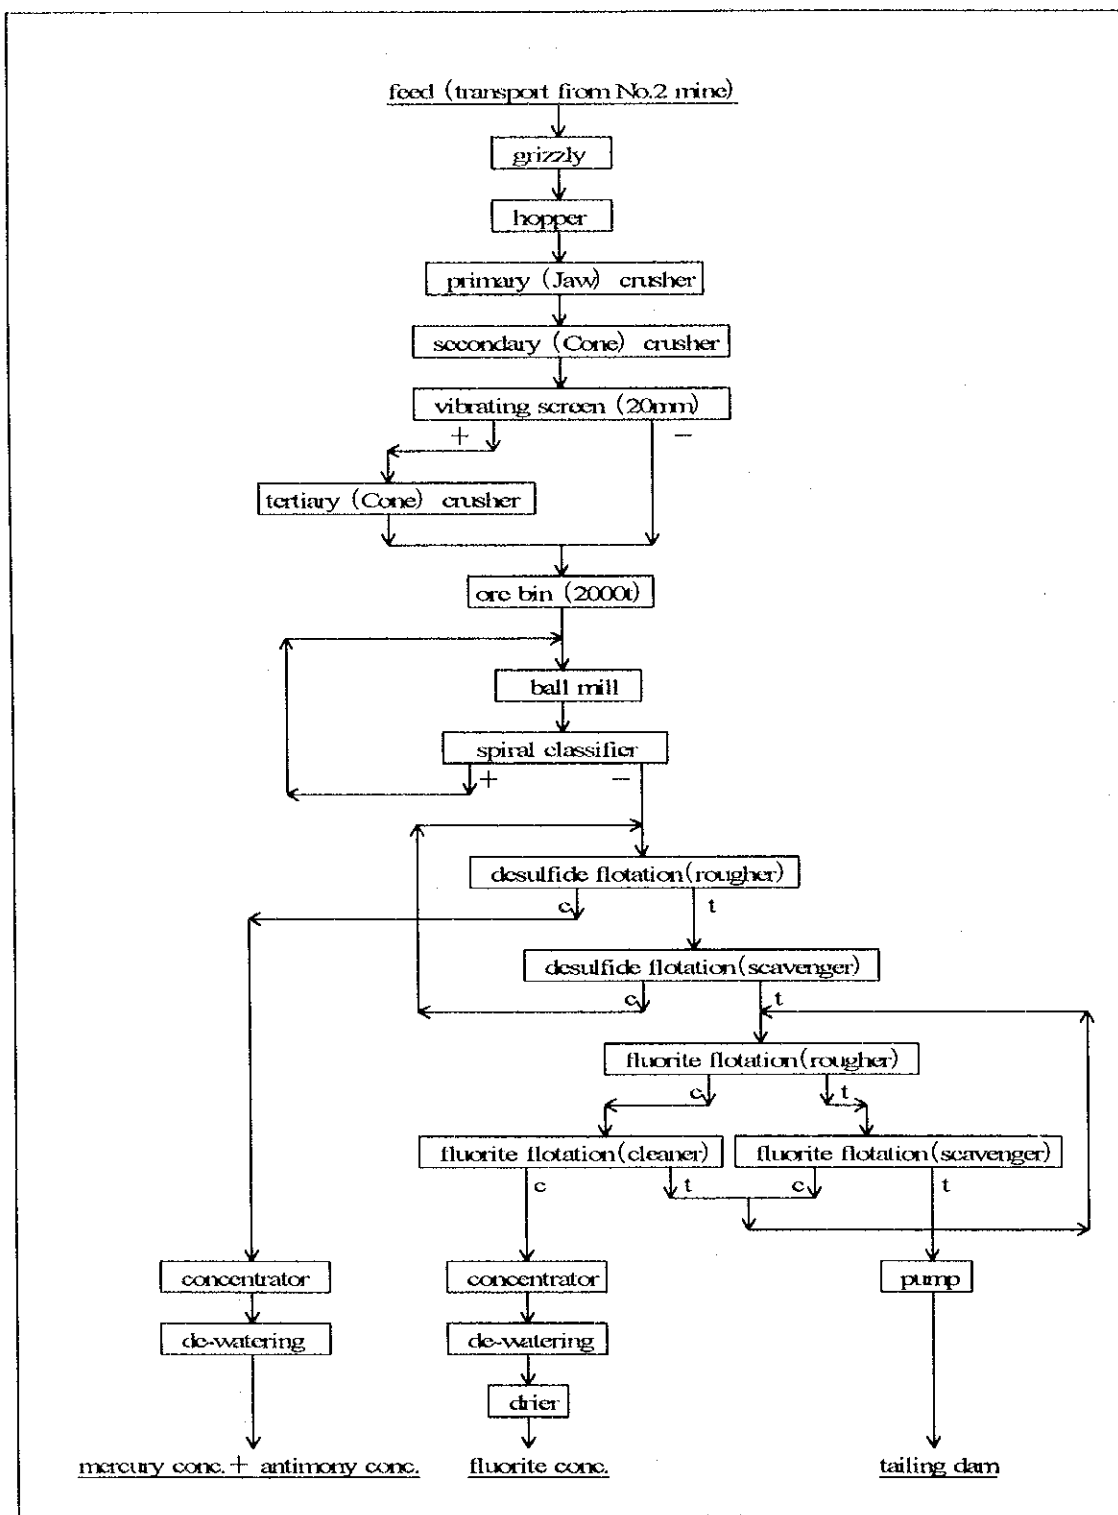 feed (transport from No.2 mine)
grizzly
hopper
primary (Jaw) crusher
secondary (Cone) crusher
vibrating screen (20mm)
+ −
tertiary (Cone) crusher
ore bin (2000t)
ball mill
spiral classifier
+ −
desulfide flotation(rougher)
c t
desulfide flotation(scavenger)
c t
fluorite flotation(rougher)
c t
fluorite flotation(cleaner) fluorite flotation(scavenger)
c t c t
concentrator concentrator pump
de-watering de-watering
drier
mercury conc.+ antimony conc. fluorite conc. tailing dam